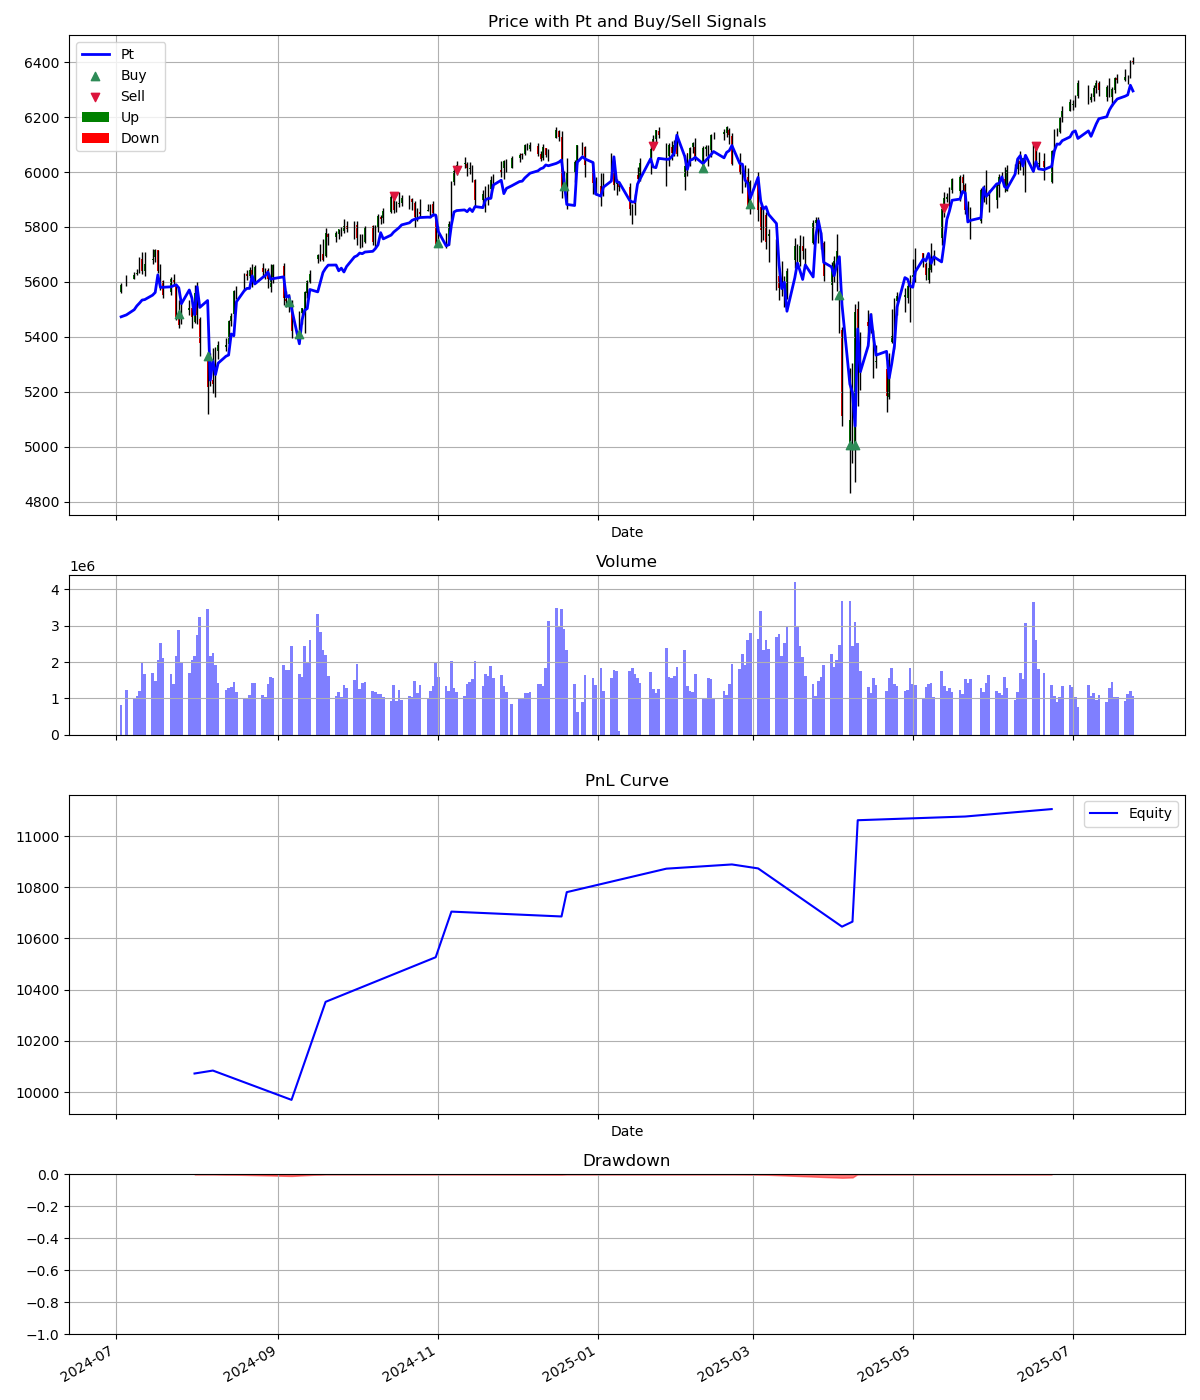 Price with Pt and Buy/Sell Signals
Pt
Buy
Sell
Up
Down
6400
6200
6000
5800
5600
5400
5200
5000
4800
Date
Volume
1e6
4
3
2
1
0
PnL Curve
Equity
11000
10800
10600
10400
10200
10000
Date
Drawdown
0.0
−0.2
−0.4
−0.6
−0.8
−1.0
2024-07
2024-09
2024-11
2025-01
2025-03
2025-05
2025-07